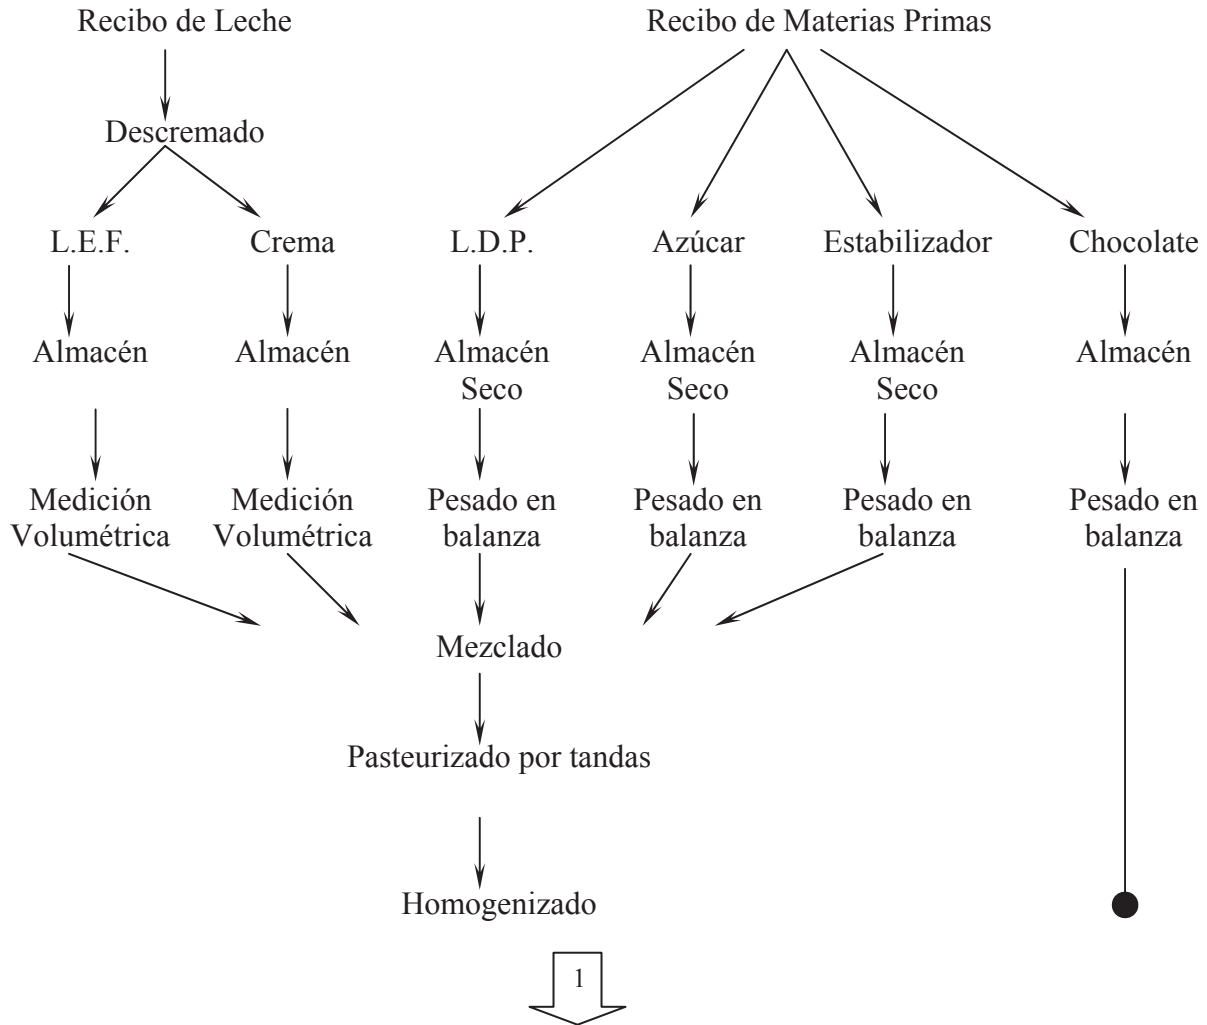 Recibo de Leche
Recibo de Materias Primas
Descremado
L.E.F.
Crema
L.D.P.
Azúcar
Estabilizador
Chocolate
Almacén
Almacén
Almacén
Seco
Almacén
Seco
Almacén
Seco
Almacén
Medición
Volumétrica
Medición
Volumétrica
Pesado en
balanza
Pesado en
balanza
Pesado en
balanza
Pesado en
balanza
Mezclado
Pasteurizado por tandas
Homogenizado
1